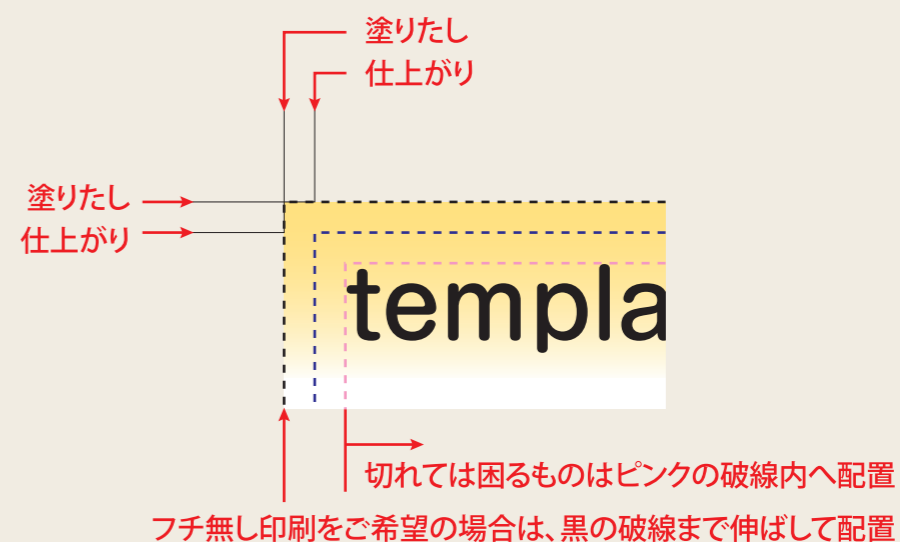 塗りたし
仕上がり
塗りたし
仕上がり
templa
切れては困るものはピンクの破線内へ配置
フチ無し印刷をご希望の場合は、黒の破線まで伸ばして配置